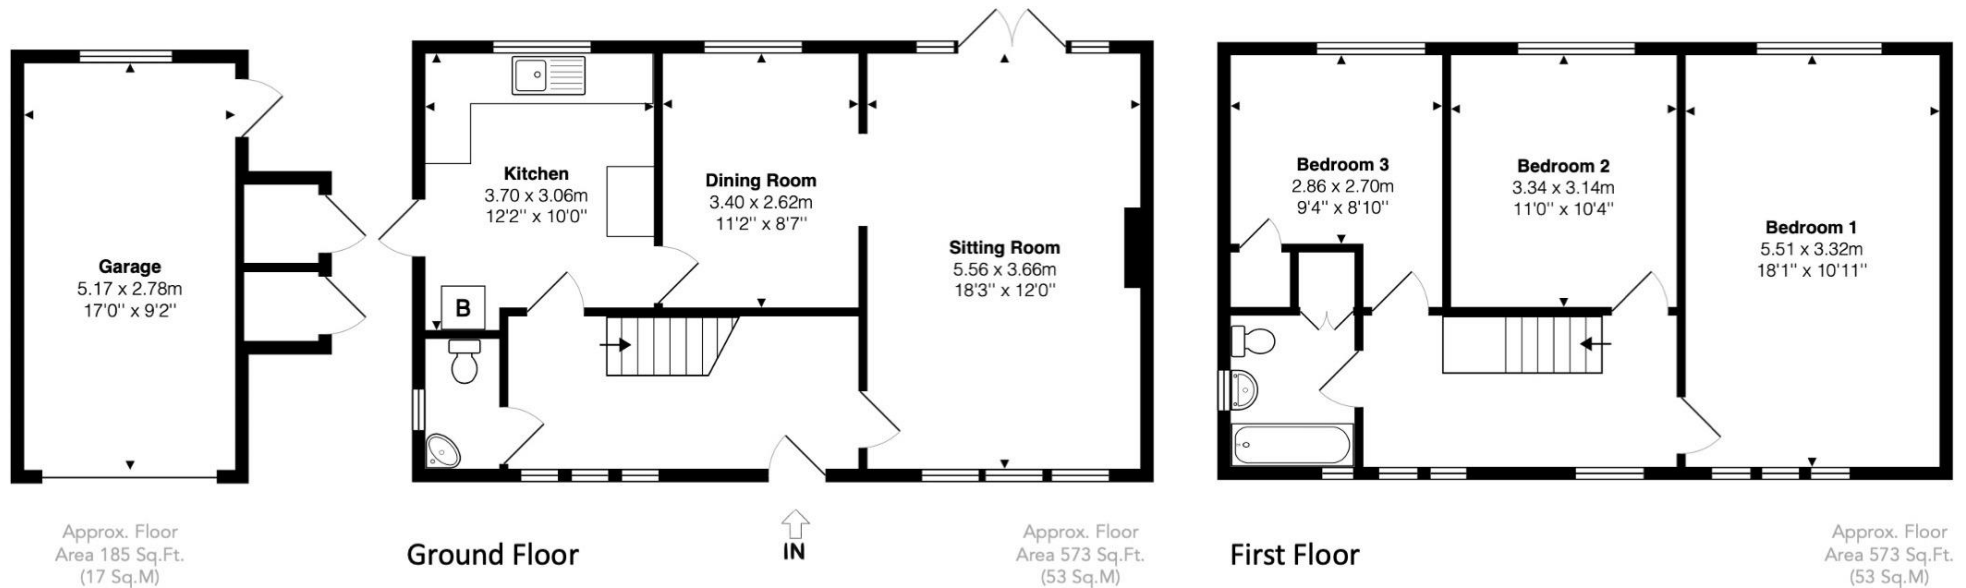 Garage
5.17 x 2.78m
17'0'' x 9'2''
Approx. Floor
Area 185 Sq.Ft.
(17 Sq.M)
Kitchen
3.70 x 3.06m
12'2'' x 10'0''
B
Dining Room
3.40 x 2.62m
11'2'' x 8'7''
Sitting Room
5.56 x 3.66m
18'3'' x 12'0''
Ground Floor
IN
Approx. Floor
Area 573 Sq.Ft.
(53 Sq.M)
Bedroom 3
2.86 x 2.70m
9'4'' x 8'10''
Bedroom 2
3.34 x 3.14m
11'0'' x 10'4''
Bedroom 1
5.51 x 3.32m
18'1'' x 10'11''
First Floor
Approx. Floor
Area 573 Sq.Ft.
(53 Sq.M)